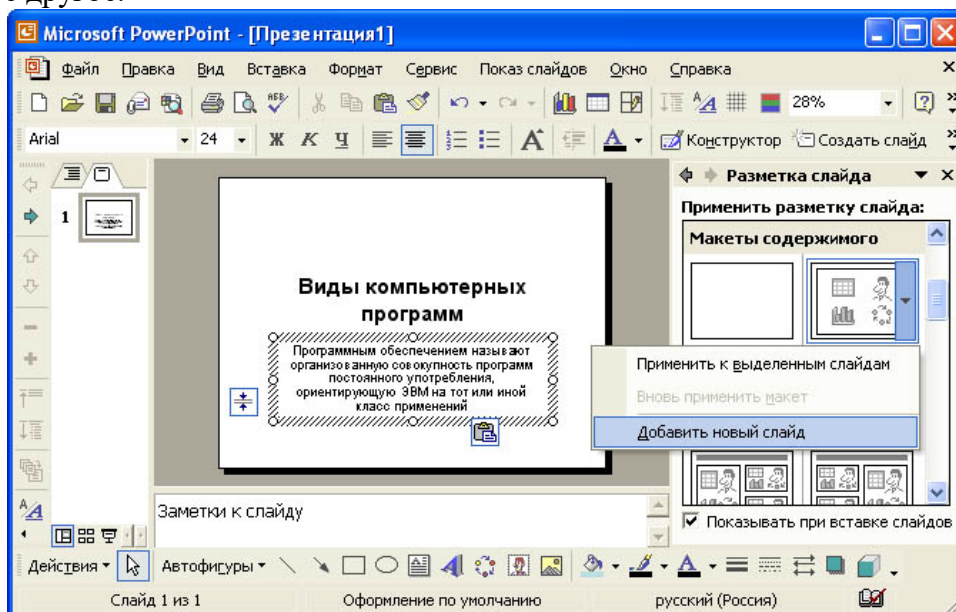 Microsoft PowerPoint - [Презентация1]
Файл Правка Вид Вставка Формат Сервис Показ слайдов Окно Справка
28%
Arial 24 Ж К Ч Конструктор Создать слайд
Разметка слайда
1
Применить разметку слайда:
Макеты содержимого
Виды компьютерных
программ
Программным обеспечением называют
организованную совокупность программ
постоянного употребления,
ориентирующую ЭВМ на тот или иной
класс применений
Применить к выделенным слайдам
Вновь применить макет
Добавить новый слайд
Заметки к слайду
Показывать при вставке слайдов
Действия Автофигуры
Слайд 1 из 1 Оформление по умолчанию русский (Россия)